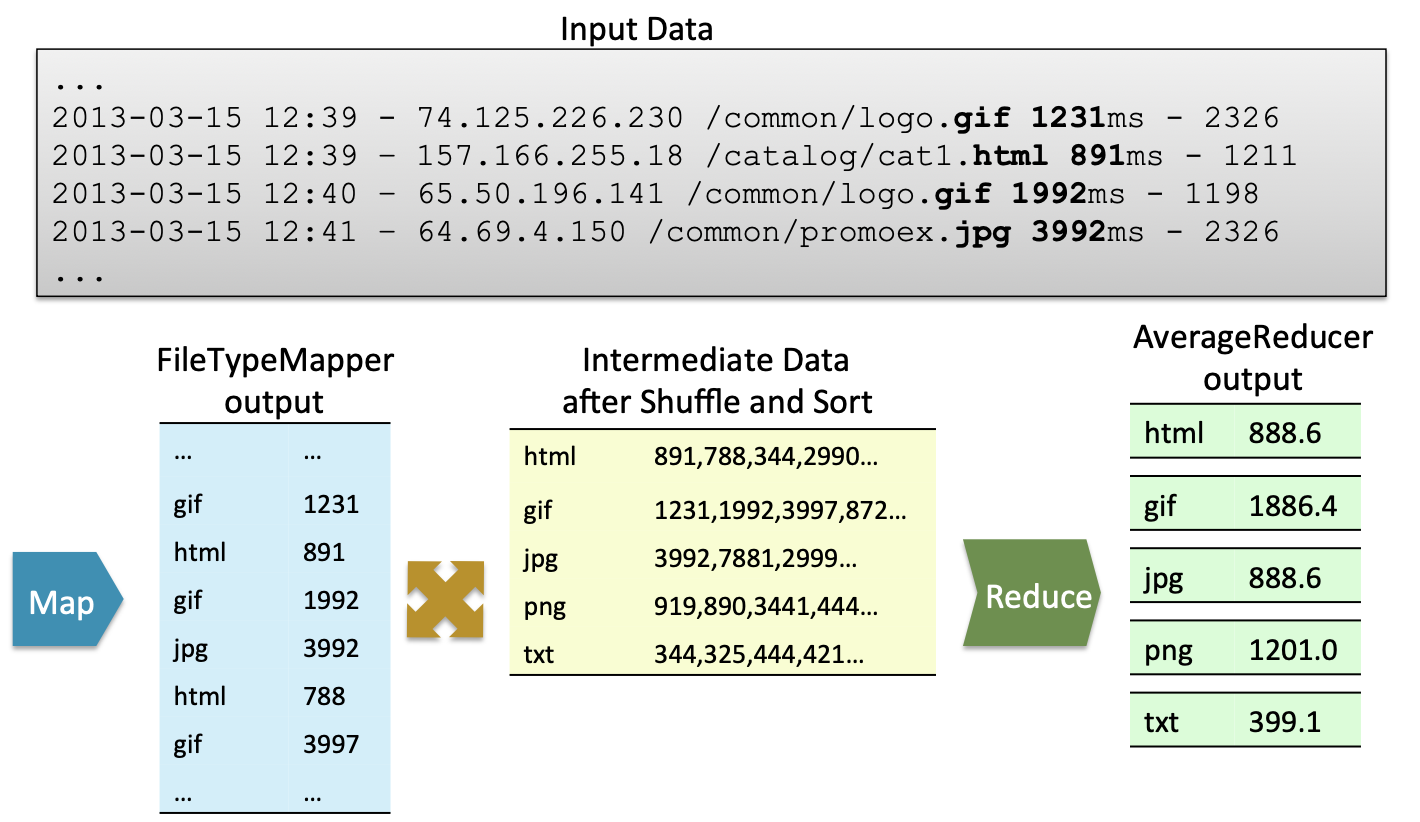 Input Data
...
2013-03-15 12:39 - 74.125.226.230 /common/logo.gif 1231ms - 2326
2013-03-15 12:39 – 157.166.255.18 /catalog/cat1.html 891ms - 1211
2013-03-15 12:40 – 65.50.196.141 /common/logo.gif 1992ms - 1198
2013-03-15 12:41 – 64.69.4.150 /common/promoex.jpg 3992ms - 2326
...
Map
FileTypeMapper
output
... ...
gif 1231
html 891
gif 1992
jpg 3992
html 788
gif 3997
... ...
Intermediate Data
after Shuffle and Sort
html 891,788,344,2990...
gif 1231,1992,3997,872...
jpg 3992,7881,2999...
png 919,890,3441,444...
txt 344,325,444,421...
Reduce
AverageReducer
output
html 888.6
gif 1886.4
jpg 888.6
png 1201.0
txt 399.1